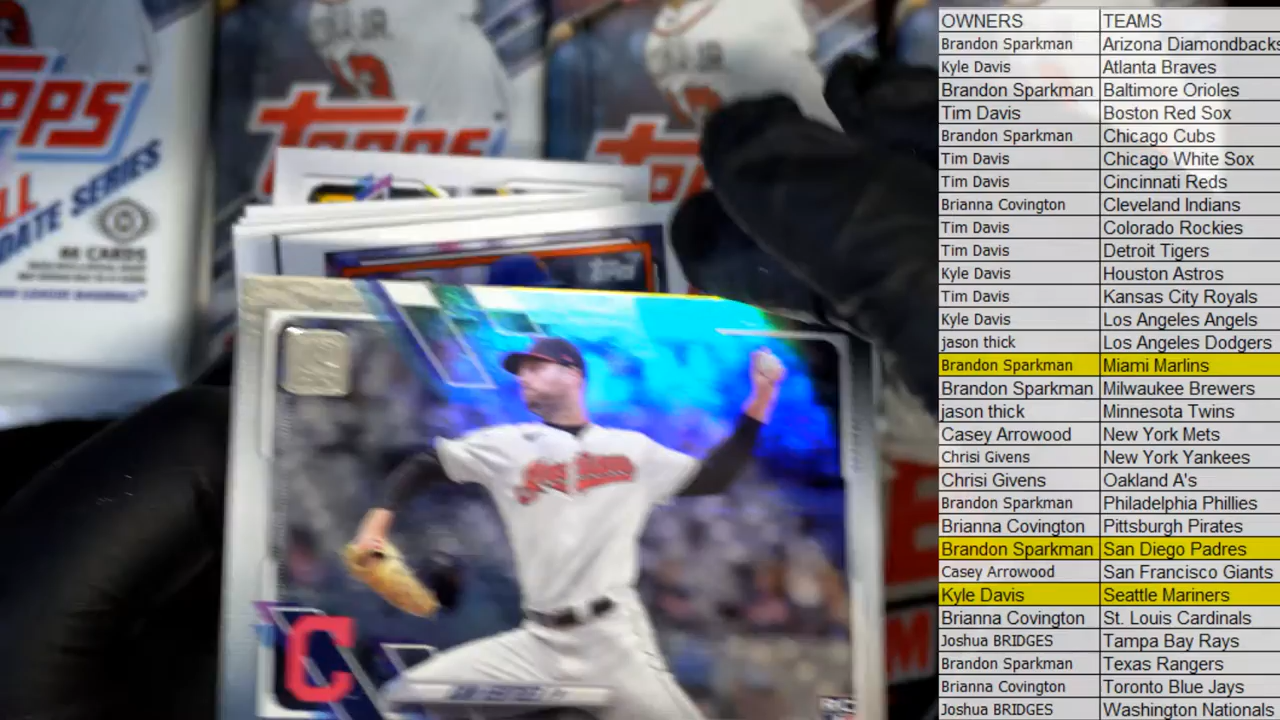 OWNERS TEAMS
Brandon Sparkman Arizona Diamondbacks
Kyle Davis Atlanta Braves
Brandon Sparkman Baltimore Orioles
Tim Davis Boston Red Sox
Brandon Sparkman Chicago Cubs
Tim Davis Chicago White Sox
Tim Davis Cincinnati Reds
Brianna Covington Cleveland Indians
Tim Davis Colorado Rockies
Tim Davis Detroit Tigers
Kyle Davis Houston Astros
Tim Davis Kansas City Royals
Kyle Davis Los Angeles Angels
jason thick Los Angeles Dodgers
Brandon Sparkman Miami Marlins
Brandon Sparkman Milwaukee Brewers
jason thick Minnesota Twins
Casey Arrowood New York Mets
Chrisi Givens New York Yankees
Chrisi Givens Oakland A's
Brandon Sparkman Philadelphia Phillies
Brianna Covington Pittsburgh Pirates
Brandon Sparkman San Diego Padres
Casey Arrowood San Francisco Giants
Kyle Davis Seattle Mariners
Brianna Covington St. Louis Cardinals
Joshua BRIDGES Tampa Bay Rays
Brandon Sparkman Texas Rangers
Brianna Covington Toronto Blue Jays
Joshua BRIDGES Washington Nationals
OPPS
DATE SERIES
CARDS
Topps
Indians
C